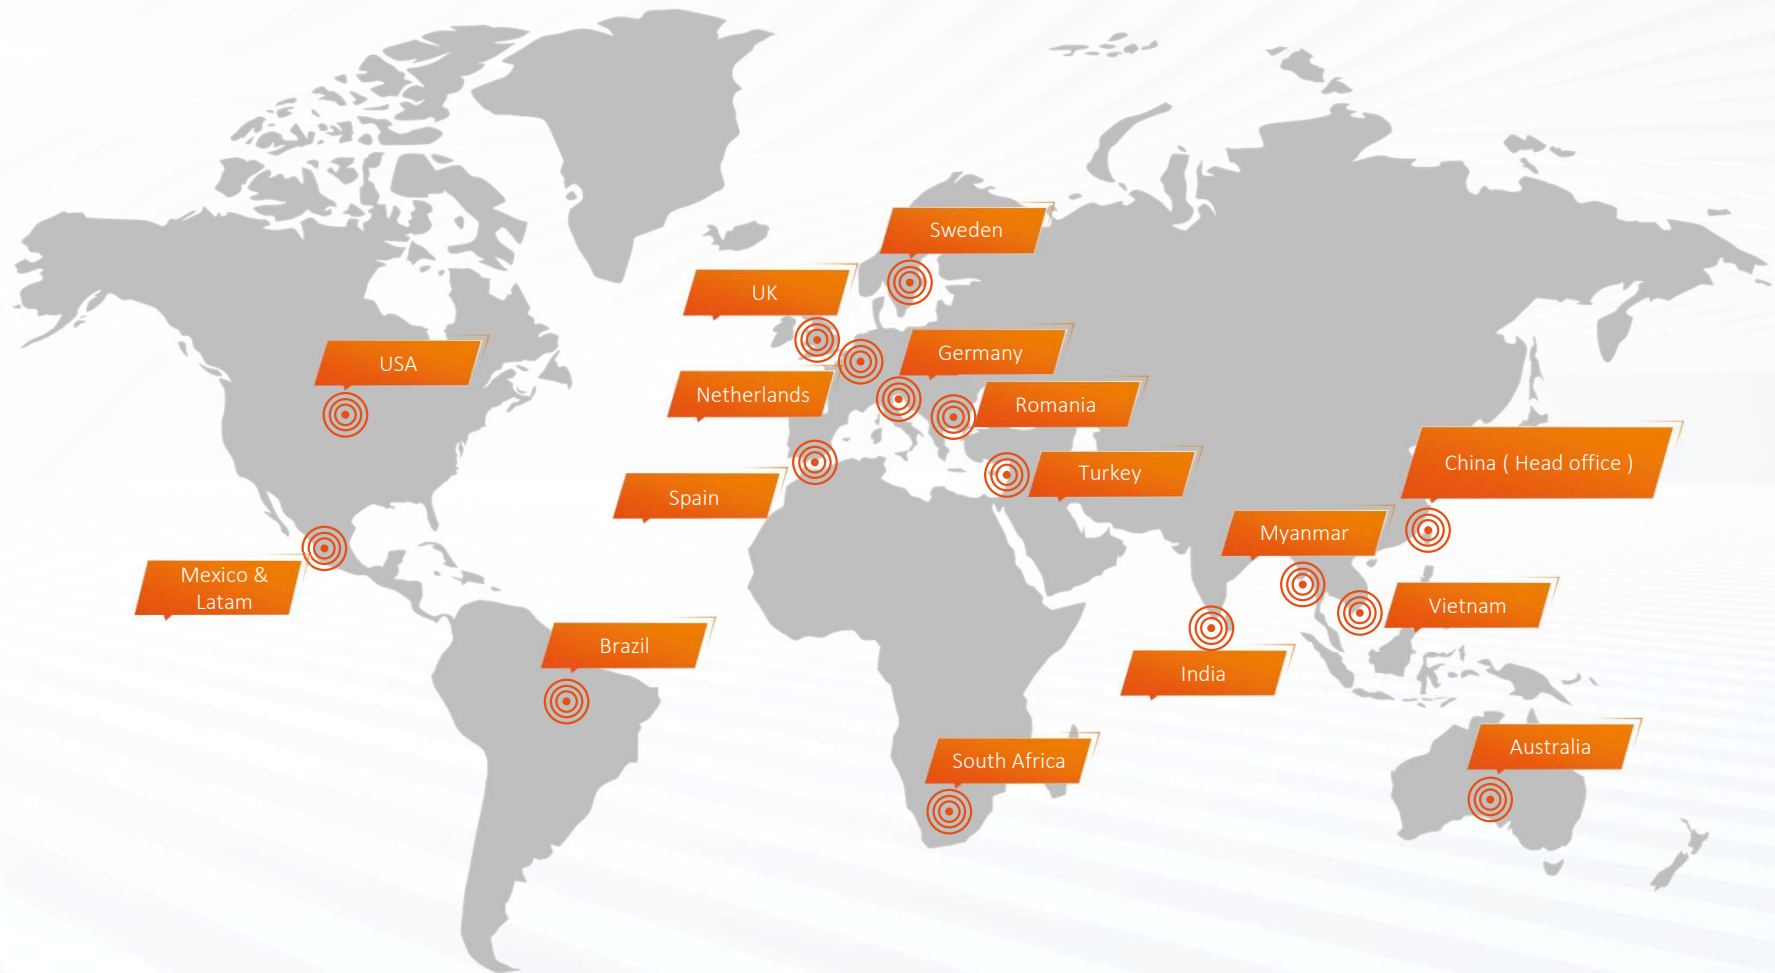 Sweden
UK
Germany
USA
Netherlands
Romania
China ( Head office )
Turkey
Spain
Myanmar
Mexico &
Latam
Vietnam
Brazil
India
Australia
South Africa